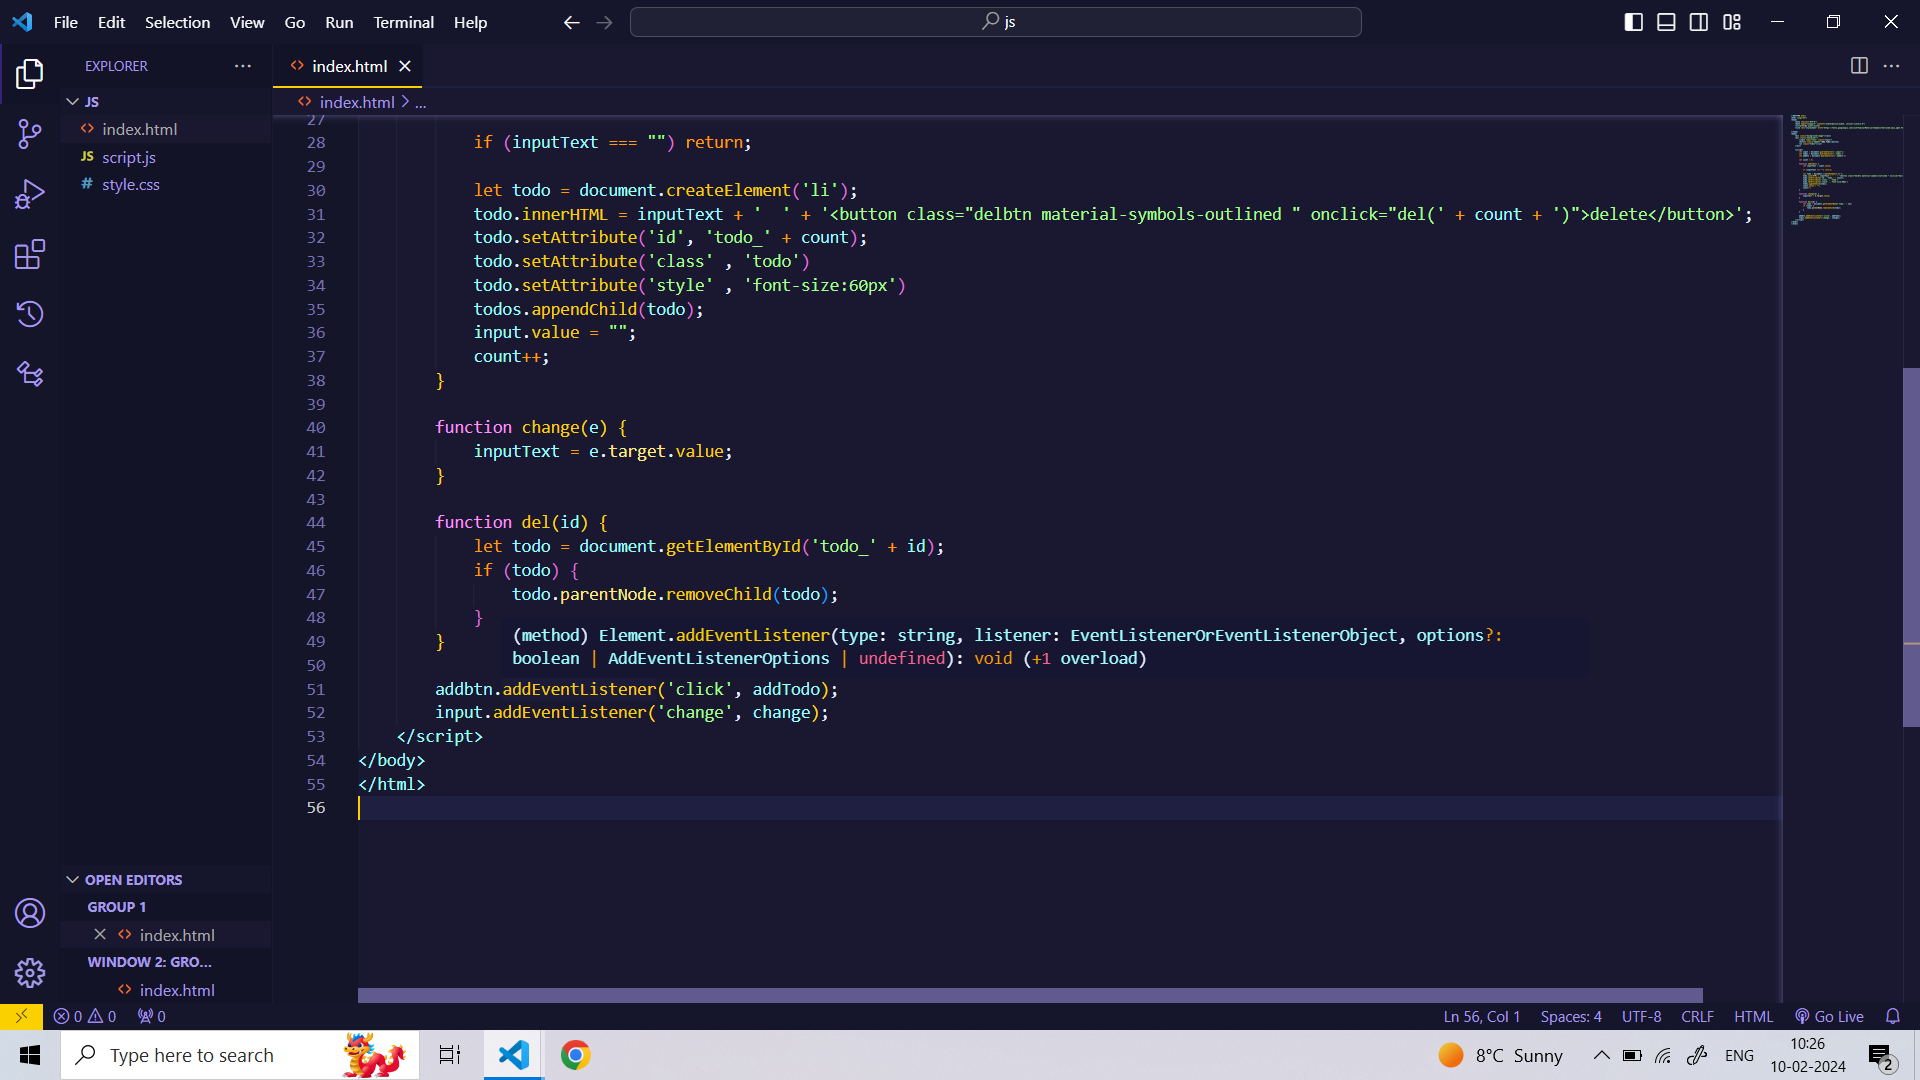 File Edit Selection View Go Run Terminal Help
js
EXPLORER
index.html
JS
index.html
JS script.js
# style.css
OPEN EDITORS
GROUP 1
index.html
WINDOW 2: GRO...
index.html
index.html > ...
27
28 if (inputText === "") return;
29
30 let todo = document.createElement('li');
31 todo.innerHTML = inputText + '  ' + '<button class="delbtn material-symbols-outlined " onclick="del(' + count + ')">delete</button>';
32 todo.setAttribute('id', 'todo_' + count);
33 todo.setAttribute('class' , 'todo')
34 todo.setAttribute('style' , 'font-size:60px')
35 todos.appendChild(todo);
36 input.value = "";
37 count++;
38 }
39
40 function change(e) {
41 inputText = e.target.value;
42 }
43
44 function del(id) {
45 let todo = document.getElementById('todo_' + id);
46 if (todo) {
47 todo.parentNode.removeChild(todo);
48 }
(method) Element.addEventListener(type: string, listener: EventListenerOrEventListenerObject, options?:
49 }
boolean | AddEventListenerOptions | undefined): void (+1 overload)
50
51 addbtn.addEventListener('click', addTodo);
52 input.addEventListener('change', change);
53 </script>
54 </body>
55 </html>
56
0 0 0
Ln 56, Col 1 Spaces: 4 UTF-8 CRLF HTML Go Live
Type here to search
8°C Sunny
ENG
10:26
10-02-2024
2